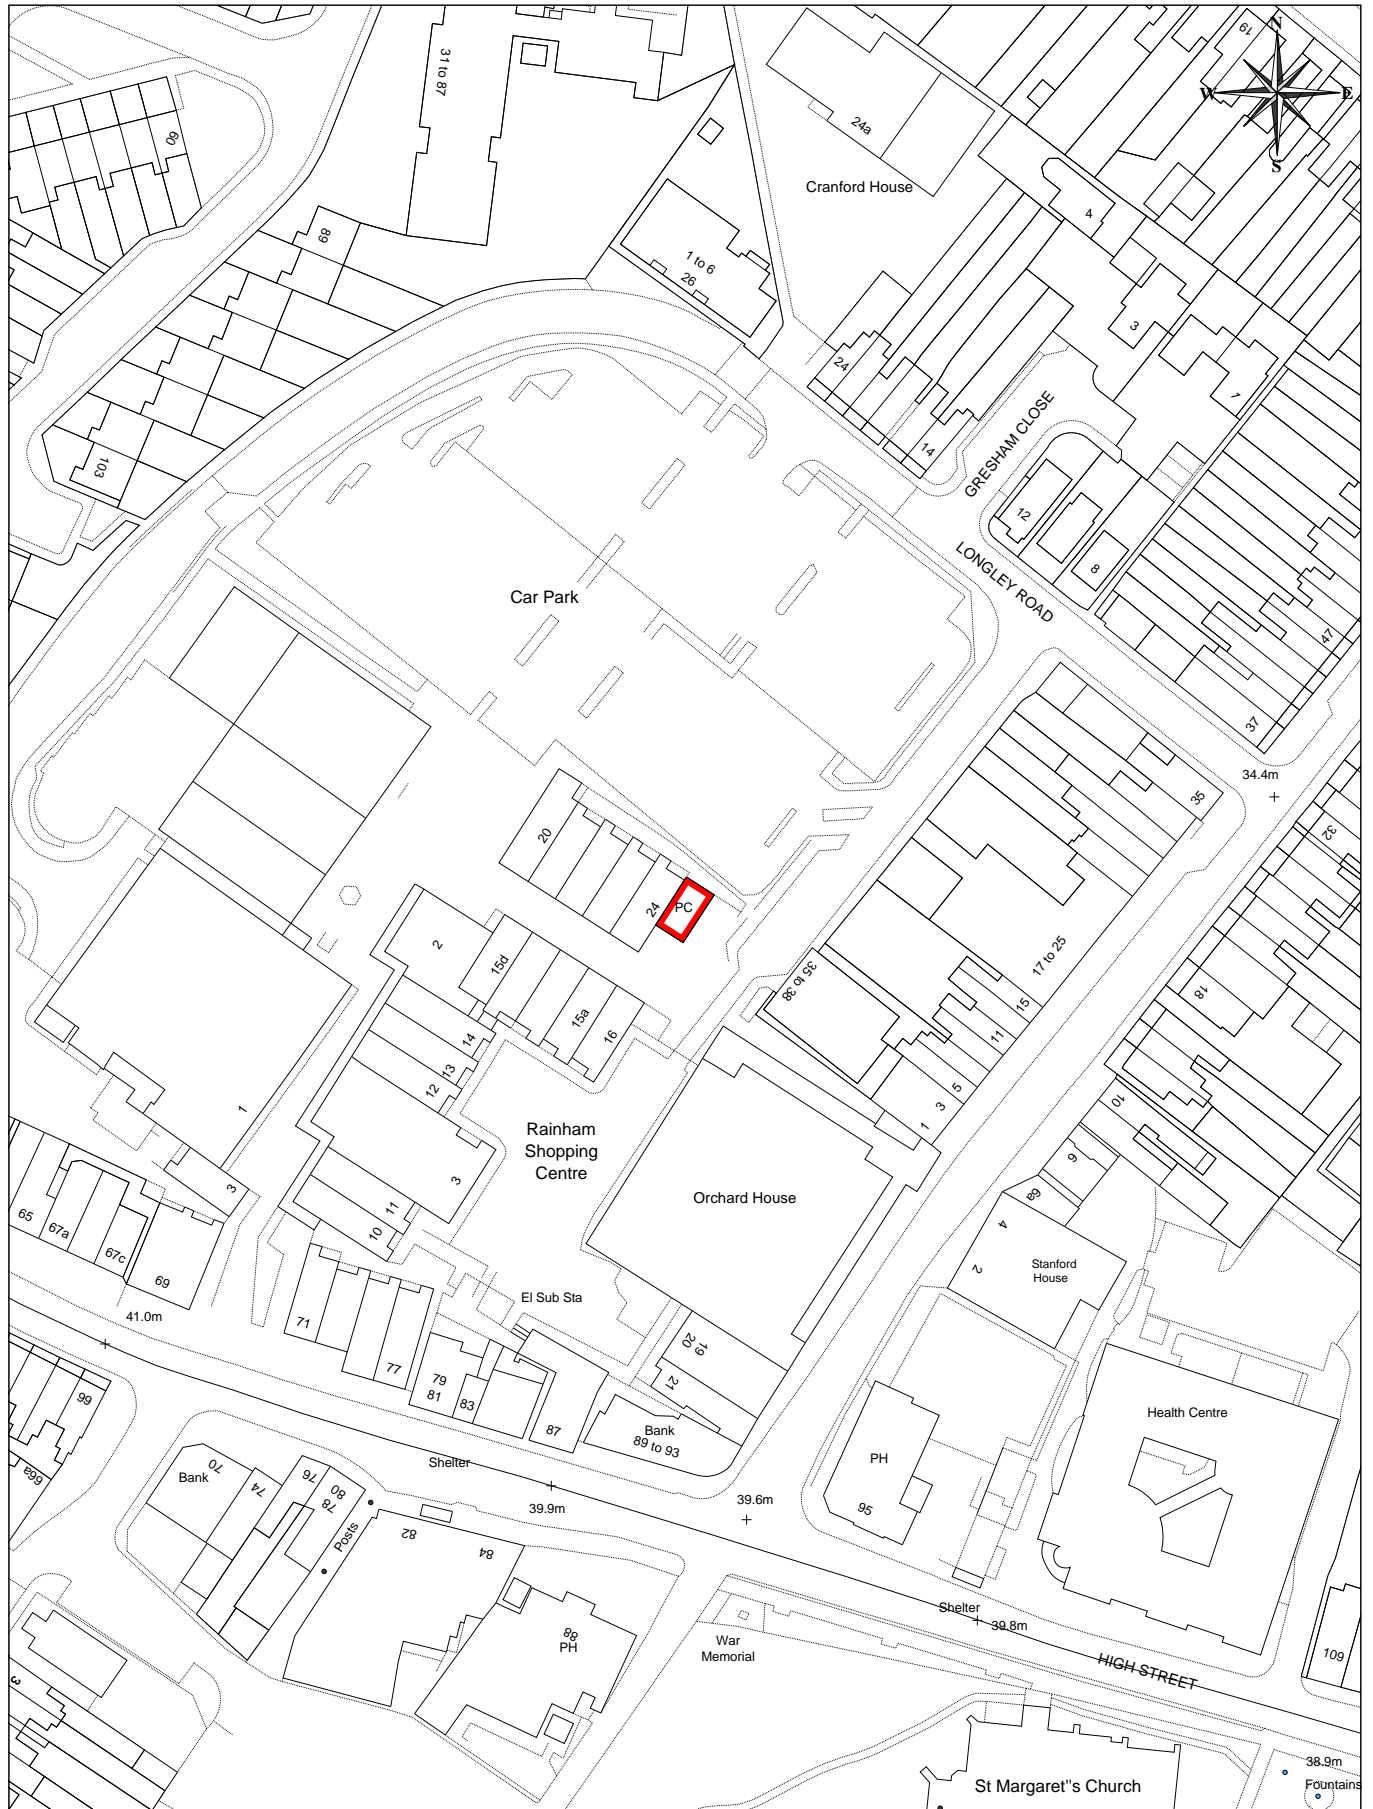 N
W
E
S
31 to 87
19
60
24a
Cranford House
4
89
1 to 6
26
3
24
7
14
GRESHAM CLOSE
103
12
8
LONGLEY ROAD
Car Park
47
37
34.4m
35
32
20
24
PC
2
15d
35 to 38
17 to 25
18
15
11
15a
16
14
13
12
5
3
1
10
1
Rainham
Shopping
Centre
6
3
3
6a
Orchard House
4
11
10
65
67a
67c
69
2
Stanford
House
El Sub Sta
41.0m
71
19
20
77
79
81
83
21
99
87
Bank
89 to 93
Health Centre
PH
95
66a
Bank
70
74
76
80
78
Shelter
39.9m
39.6m
Posts
82
84
88
PH
Shelter
39.8m
War
Memorial
HIGH STREET
109
3
38.9m
Fountains
St Margaret"s Church